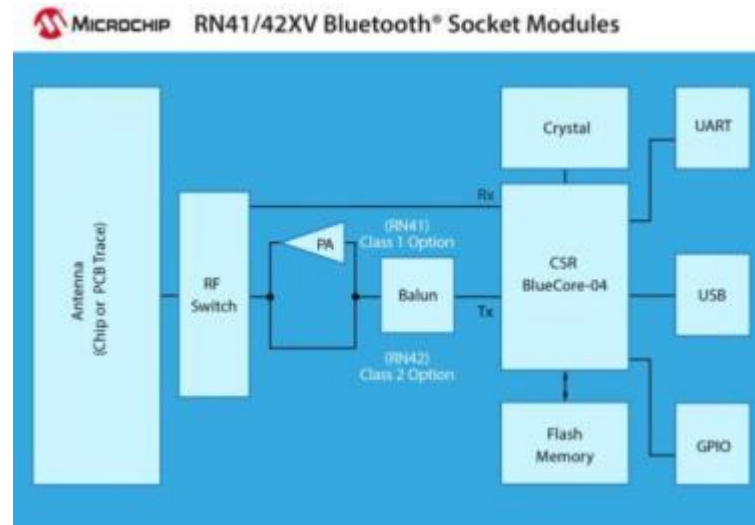 MICROCHIP RN41/42XV Bluetooth® Socket Modules
Antenna
(Chip or PCB Trace)
RF
Switch
PA
(RN41)
Class 1 Option
(RN42)
Class 2 Option
Balun
Rx
Tx
Crystal
CSR
BlueCore-04
Flash
Memory
UART
USB
GPIO